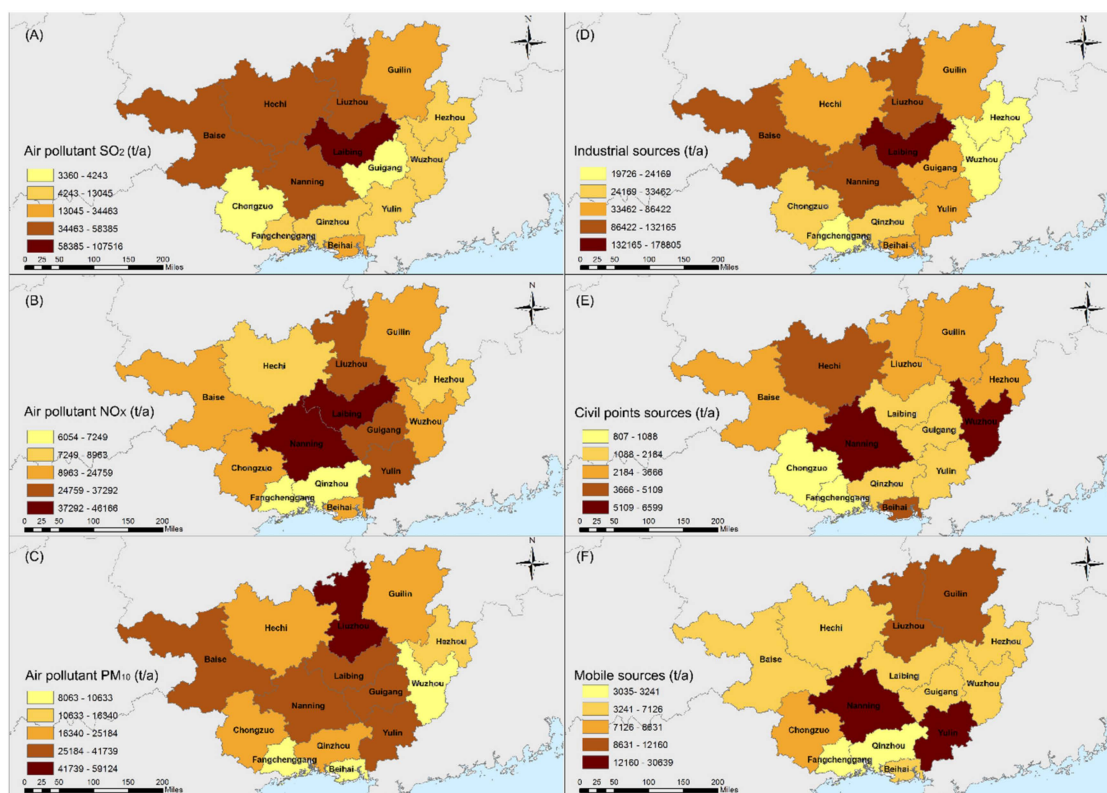 (A)
N
Guilin
Hechi
Liuzhou
Hezhou
Baise
Laibing
Wuzhou
Guigang
Nanning
Chongzuo
Yulin
Qinzhou
Fangchenggang
Beihai
Air pollutant SO2 (t/a)
3360 - 4243
4243 - 13045
13045 - 34463
34463 - 58385
58385 - 107516
0 25 50 100 150 200
Miles
(D)
N
Guilin
Hechi
Liuzhou
Hezhou
Baise
Laibing
Wuzhou
Guigang
Nanning
Chongzuo
Yulin
Qinzhou
Fangchenggang
Beihai
Industrial sources (t/a)
19726 - 24169
24169 - 33462
33462 - 86422
86422 - 132165
132165 - 178805
0 25 50 100 150 200
Miles
(B)
N
Guilin
Liuzhou
Hechi
Hezhou
Baise
Laibing
Wuzhou
Guigang
Nanning
Chongzuo
Yulin
Qinzhou
Fangchenggang
Beihai
Air pollutant NOX (t/a)
6054 - 7249
7249 - 8963
8963 - 24759
24759 - 37292
37292 - 46166
0 25 50 100 150 200
Miles
(E)
N
Guilin
Hechi
Liuzhou
Hezhou
Baise
Laibing
Wuzhou
Guigang
Nanning
Chongzuo
Yulin
Qinzhou
Fangchenggang
Beihai
Civil points sources (t/a)
807 - 1088
1088 - 2184
2184 - 3666
3666 - 5109
5109 - 6599
0 25 50 100 150 200
Miles
(C)
N
Guilin
Liuzhou
Hechi
Hezhou
Baise
Laibing
Wuzhou
Guigang
Nanning
Chongzuo
Yulin
Qinzhou
Fangchenggang
Beihai
Air pollutant PM10 (t/a)
8063 - 10633
10633 - 16340
16340 - 25184
25184 - 41739
41739 - 59124
0 25 50 100 150 200
Miles
(F)
N
Guilin
Hechi
Liuzhou
Hezhou
Baise
Laibing
Wuzhou
Guigang
Nanning
Chongzuo
Yulin
Qinzhou
Fangchenggang
Beihai
Mobile sources (t/a)
3035- 3241
3241 - 7126
7126 - 8631
8631 - 12160
12160 - 30639
0 25 50 100 150 200
Miles